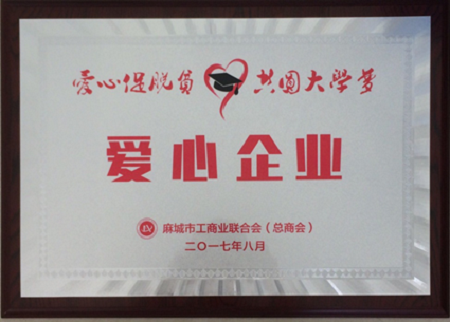 爱心促脱贫 共圆大学梦
爱心企业
麻城市工商业联合会（总商会）
二〇一七年八月